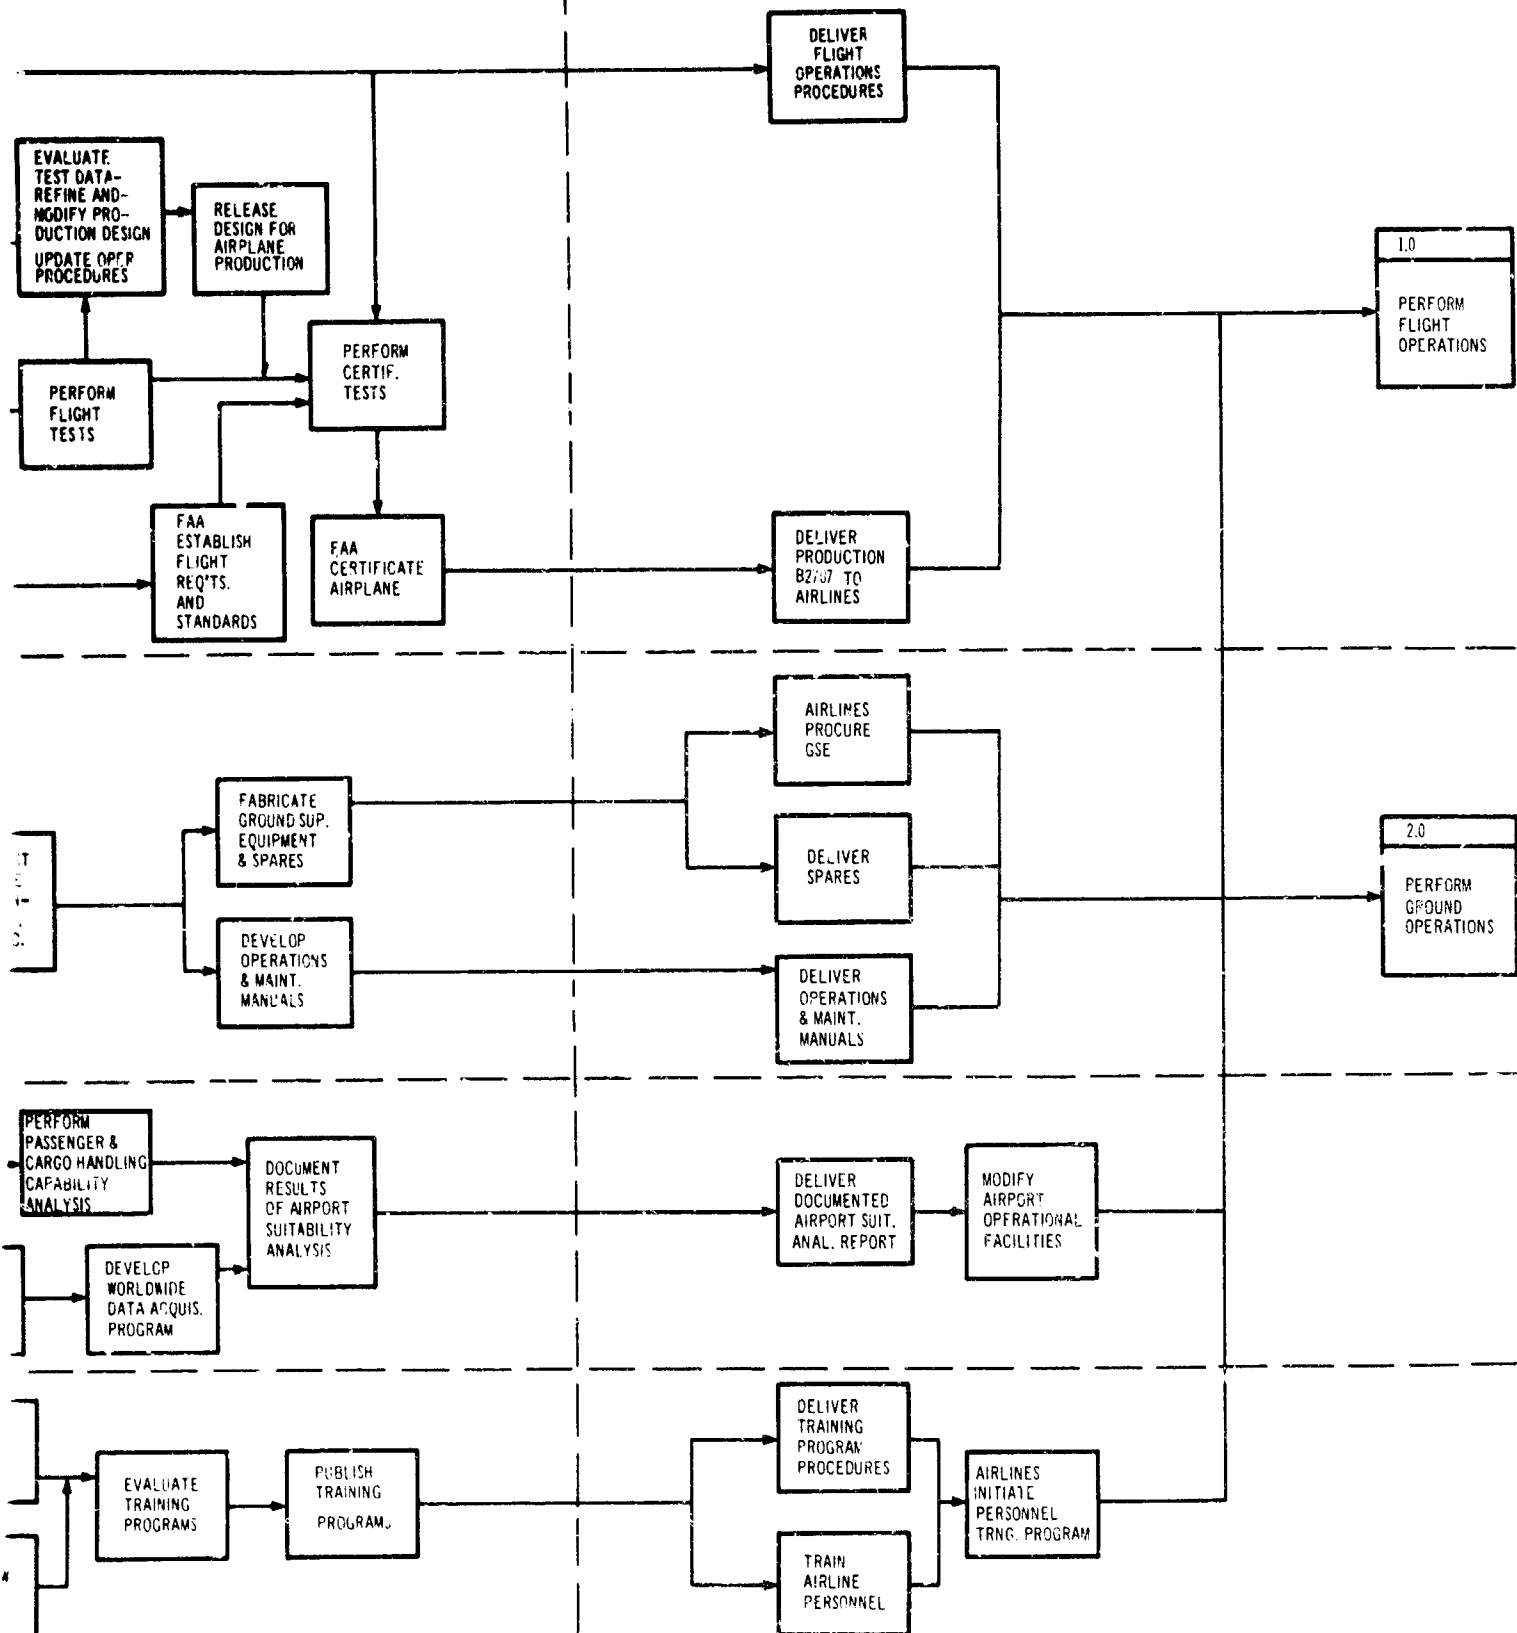 DELIVER
FLIGHT
OPERATIONS
PROCEDURES
EVALUATE
TEST DATA-
REFINE AND-
MODIFY PRO-
DUCTION DESIGN
UPDATE OPER
PROCEDURES
RELEASE
DESIGN FOR
AIRPLANE
PRODUCTION
1.0
PERFORM
FLIGHT
OPERATIONS
PERFORM
CERTIF.
TESTS
PERFORM
FLIGHT
TESTS
FAA
ESTABLISH
FLIGHT
REQ'TS.
AND
STANDARDS
FAA
CERTIFICATE
AIRPLANE
DELIVER
PRODUCTION
B2707 TO
AIRLINES
AIRLINES
PROCURE
GSE
FABRICATE
GROUND SUP.
EQUIPMENT
& SPARES
DELIVER
SPARES
2.0
PERFORM
GROUND
OPERATIONS
DEVELOP
OPERATIONS
& MAINT.
MANUALS
DELIVER
OPERATIONS
& MAINT.
MANUALS
PERFORM
PASSENGER &
CARGO HANDLING
CAPABILITY
ANALYSIS
DOCUMENT
RESULTS
OF AIRPORT
SUITABILITY
ANALYSIS
DELIVER
DOCUMENTED
AIRPORT SUIT.
ANAL. REPORT
MODIFY
AIRPORT
OPERATIONAL
FACILITIES
DEVELOP
WORLDWIDE
DATA ACQUIS.
PROGRAM
DELIVER
TRAINING
PROGRAM
PROCEDURES
EVALUATE
TRAINING
PROGRAMS
PUBLISH
TRAINING
PROGRAMS
AIRLINES
INITIATE
PERSONNEL
TRNG. PROGRAM
TRAIN
AIRLINE
PERSONNEL